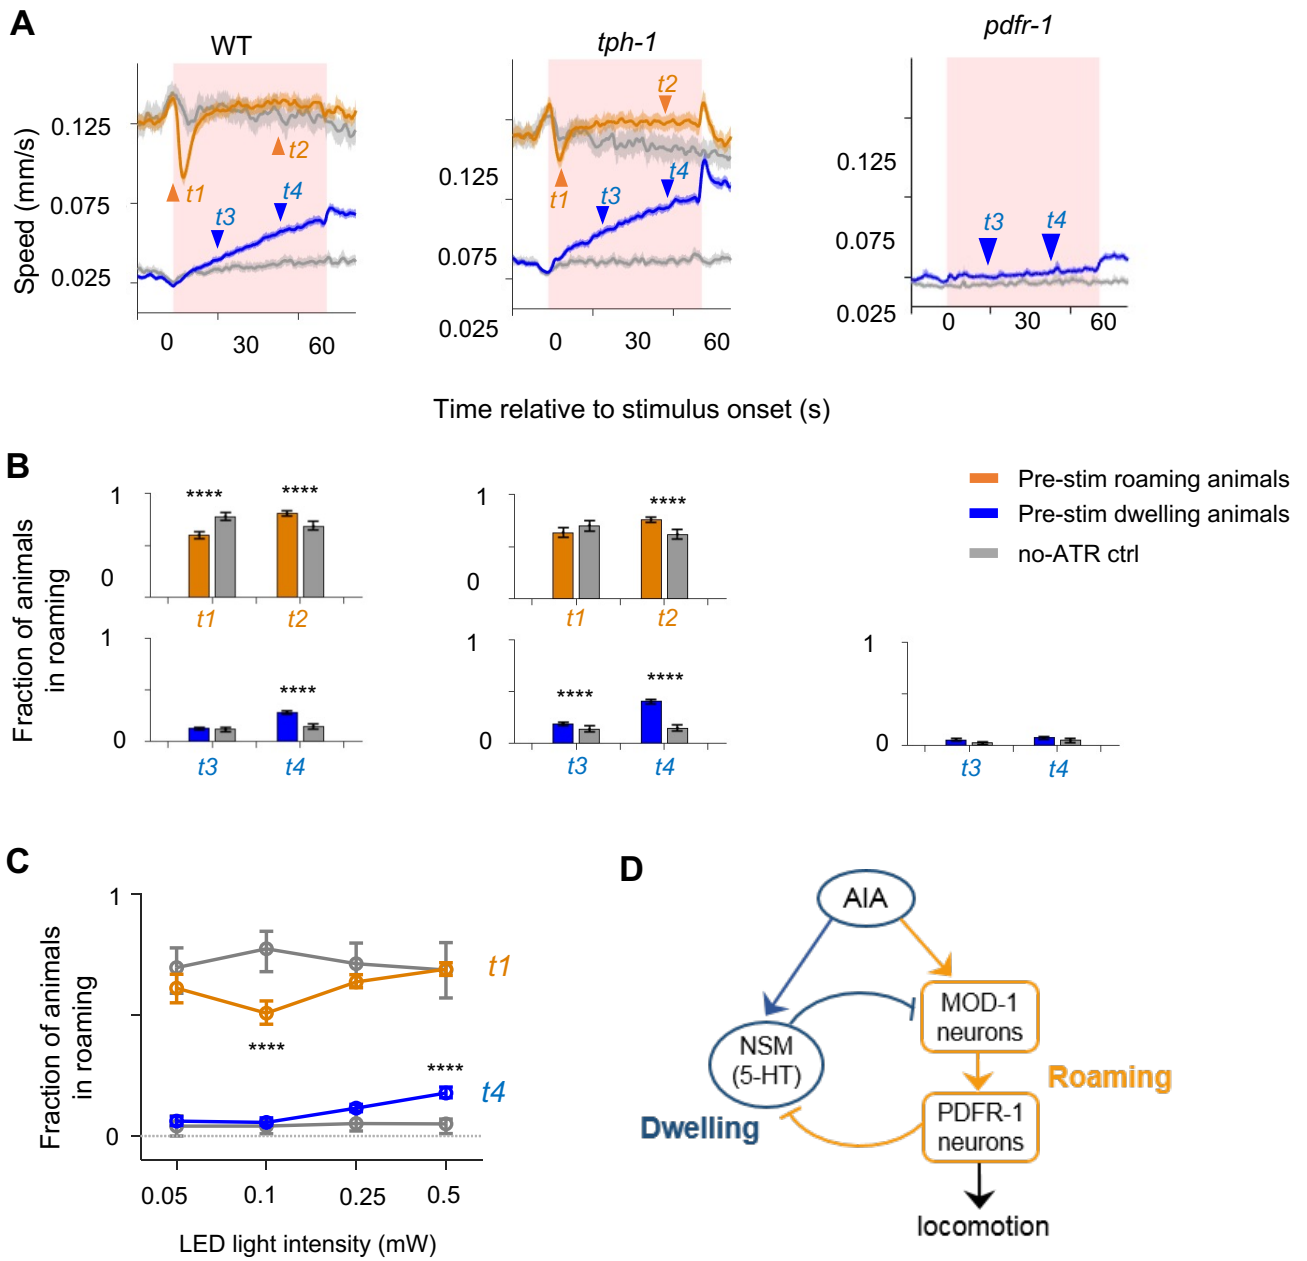 A
WT
tph-1
pdfr-1
Speed (mm/s)
0.125
0.075
0.025
t1
t2
t3
t4
0
30
60
0.125
0.075
0.025
t1
t2
t3
t4
0
30
60
0.125
0.075
0.025
t3
t4
0
30
60
Time relative to stimulus onset (s)
B
Fraction of animals
in roaming
1
0
****
****
t1
t2
1
0
****
t3
t4
1
0
****
t1
t2
1
0
****
****
t3
t4
1
0
t3
t4
Pre-stim roaming animals
Pre-stim dwelling animals
no-ATR ctrl
C
Fraction of animals
in roaming
1
0
t1
****
****
t4
0.05
0.1
0.25
0.5
LED light intensity (mW)
D
AIA
MOD-1
neurons
NSM
(5-HT)
Roaming
Dwelling
PDFR-1
neurons
locomotion